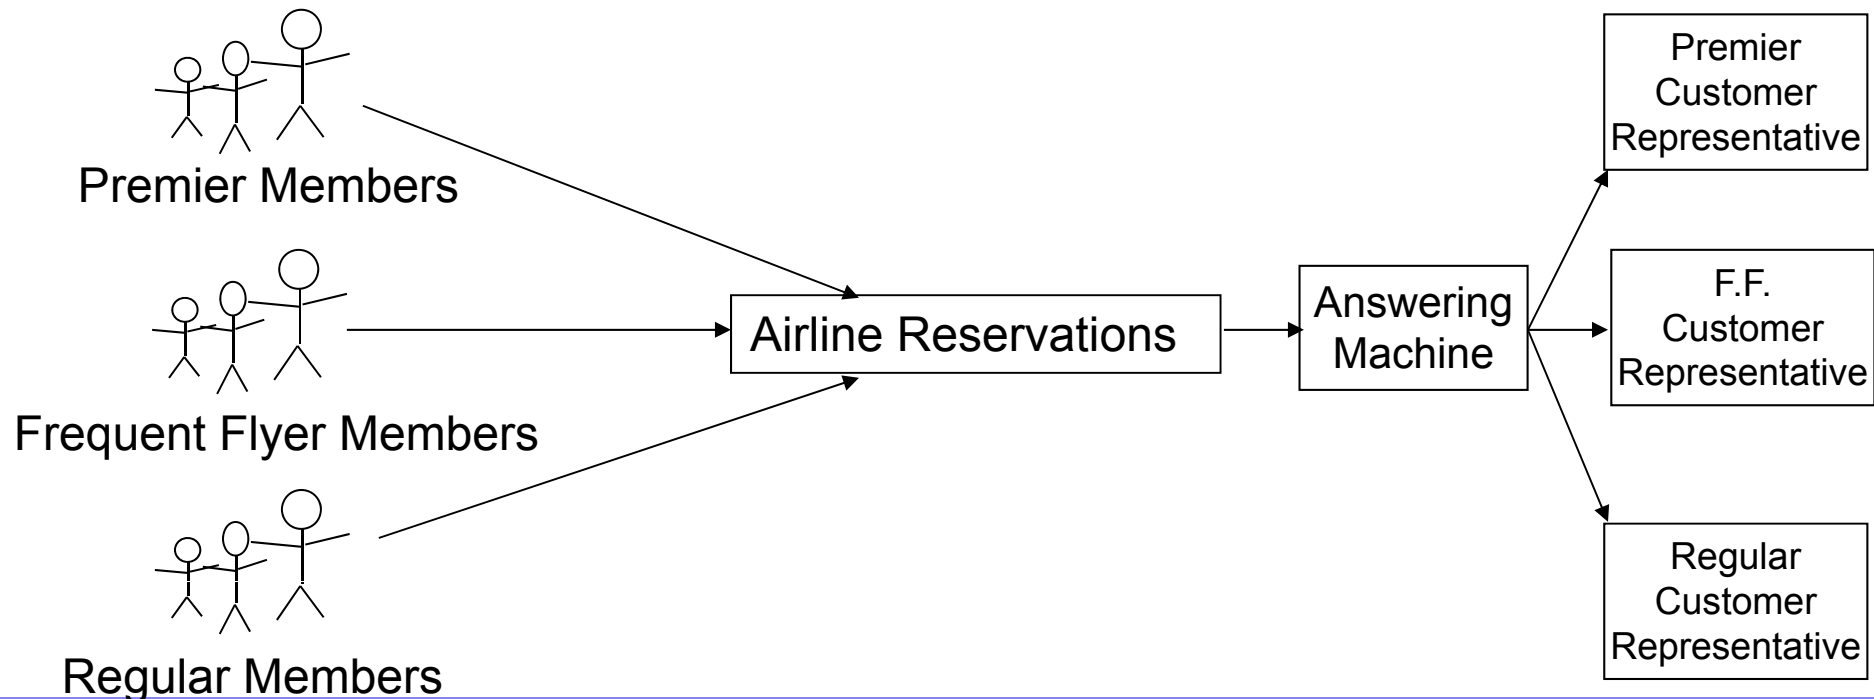 Premier Members
Frequent Flyer Members
Regular Members
Airline Reservations
Answering
Machine
Premier
Customer
Representative
F.F.
Customer
Representative
Regular
Customer
Representative